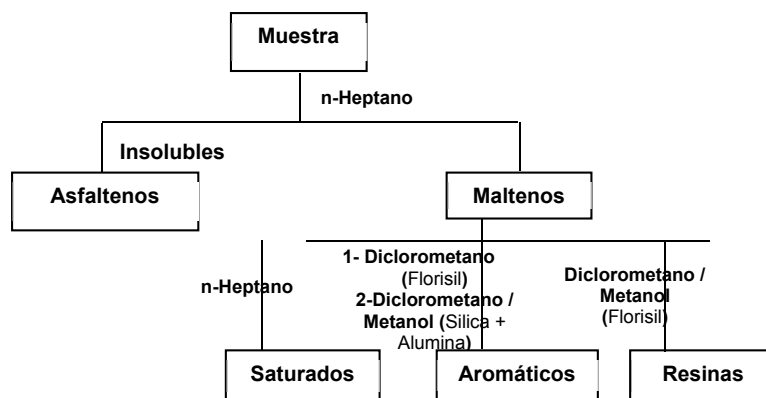 Muestra
n-Heptano
Insolubles
Asfaltenos
Maltenos
n-Heptano
1- Diclorometano
(Florisil)
2-Diclorometano /
Metanol (Silica +
Alumina)
Diclorometano /
Metanol
(Florisil)
Saturados
Aromáticos
Resinas